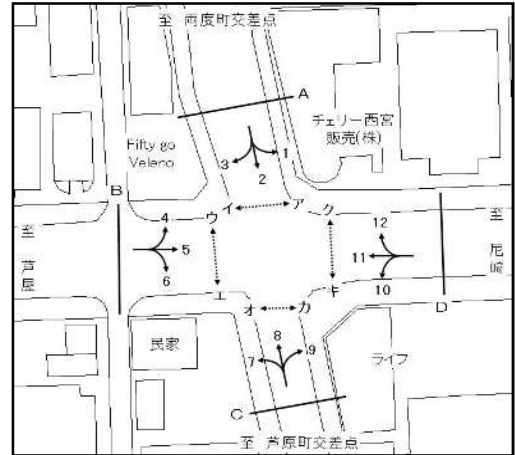 至 両度町交差点
A
チェリー西宮
販売(株)
Fifty go
Veleno
3
1
2
B
4
ウ
イ
ア
ク
12
至
芦屋
5
11
至
尼崎
6
10
エ
オ
カ
キ
D
民家
8
7
9
ライフ
C
至 芦原町交差点